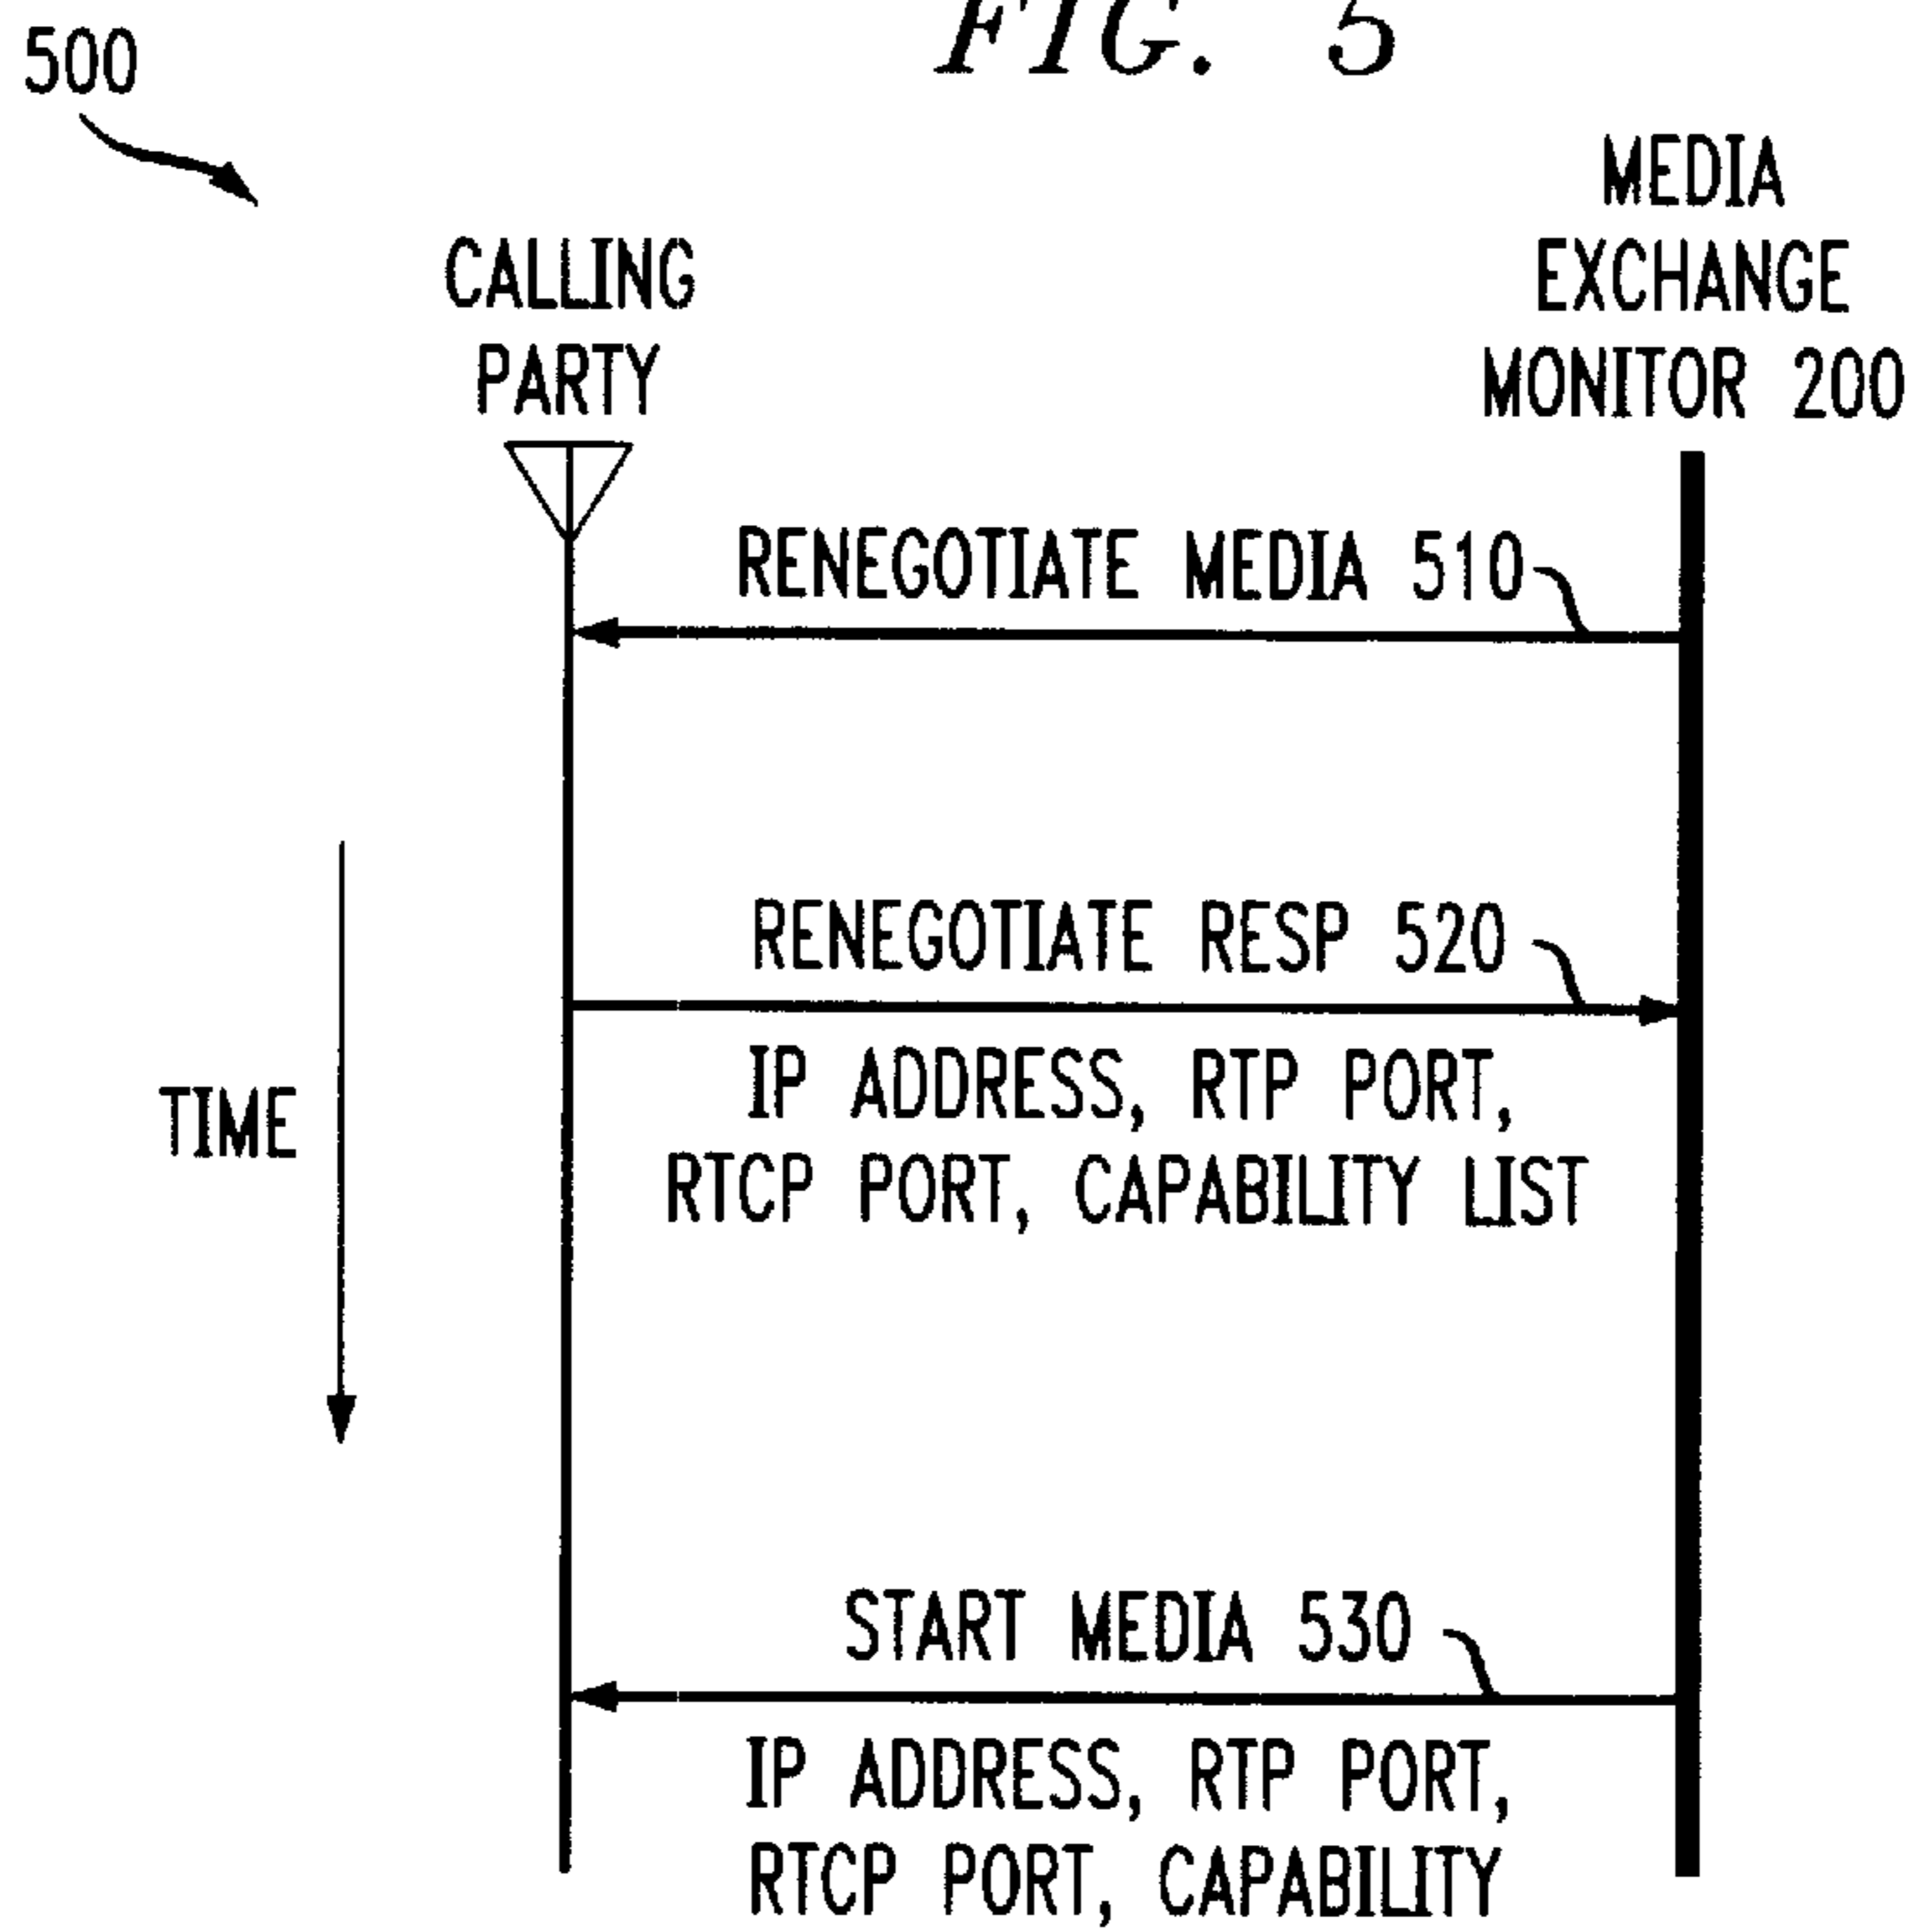 FIG. 5
500
MEDIA
EXCHANGE
MONITOR 200
CALLING
PARTY
RENEGOTIATE MEDIA 510
RENEGOTIATE RESP 520
IP ADDRESS, RTP PORT,
RTCP PORT, CAPABILITY LIST
TIME
START MEDIA 530
IP ADDRESS, RTP PORT,
RTCP PORT, CAPABILITY